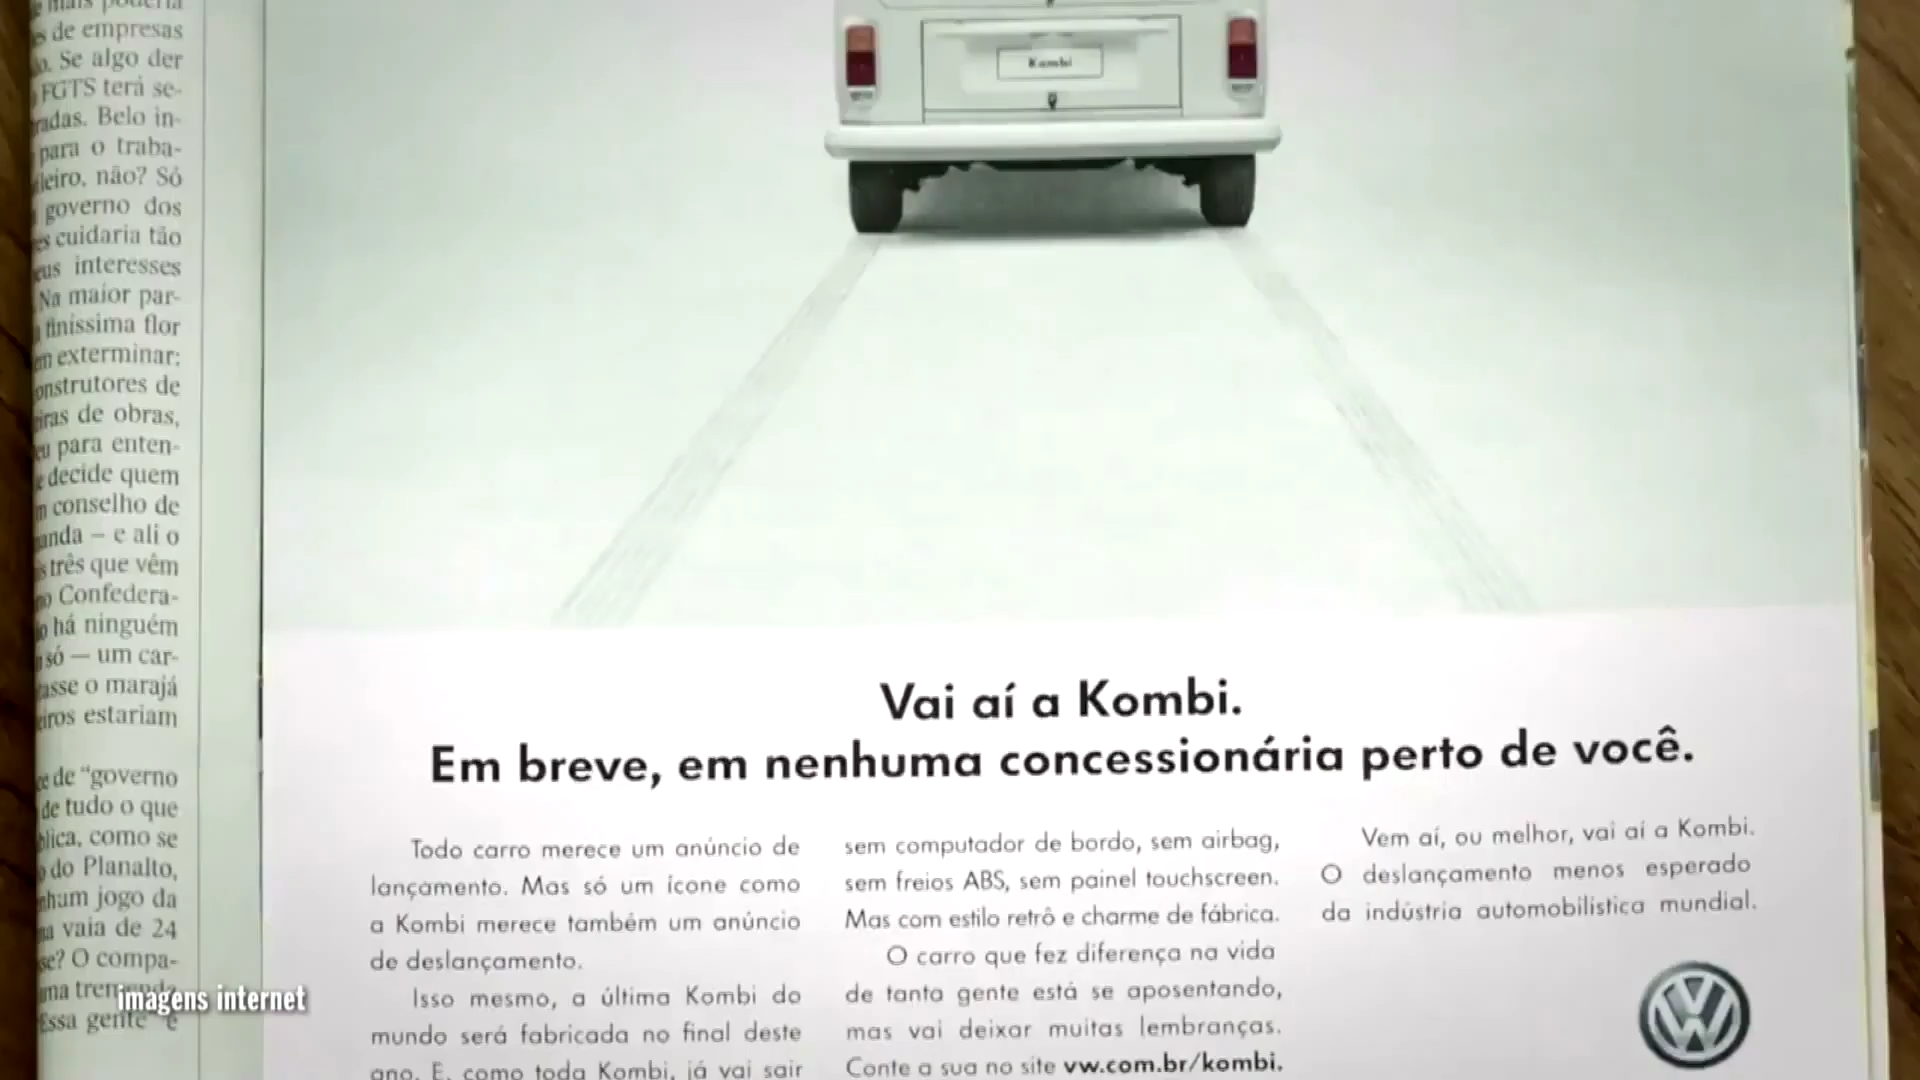 de empresas
Se algo der
FGTS terá se-
Belo in-
para o traba-
não? Só
governo dos
cuidaria tão
interesses
Na maior par-
finíssima flor
exterminar:
de
de obras,
para enten-
decide quem
conselho de
– e ali o
três que vêm
Confedera-
há ninguém
só — um car-
o marajá
estariam
de “governo
de tudo o que
como se
do Planalto,
jogo da
vaia de 24
O compa-
Essa gente é
Kombi
Vai aí a Kombi.
Em breve, em nenhuma concessionária perto de você.
Todo carro merece um anúncio de
lançamento. Mas só um ícone como
a Kombi merece também um anúncio
de deslançamento.
Isso mesmo, a última Kombi do
mundo será fabricada no final deste
ano. E, como toda Kombi, já vai sair
sem computador de bordo, sem airbag,
sem freios ABS, sem painel touchscreen.
Mas com estilo retrô e charme de fábrica.
O carro que fez diferença na vida
de tanta gente está se aposentando,
mas vai deixar muitas lembranças.
Conte a sua no site vw.com.br/kombi.
Vem aí, ou melhor, vai aí a Kombi.
O deslançamento menos esperado
da indústria automobilística mundial.
imagens internet